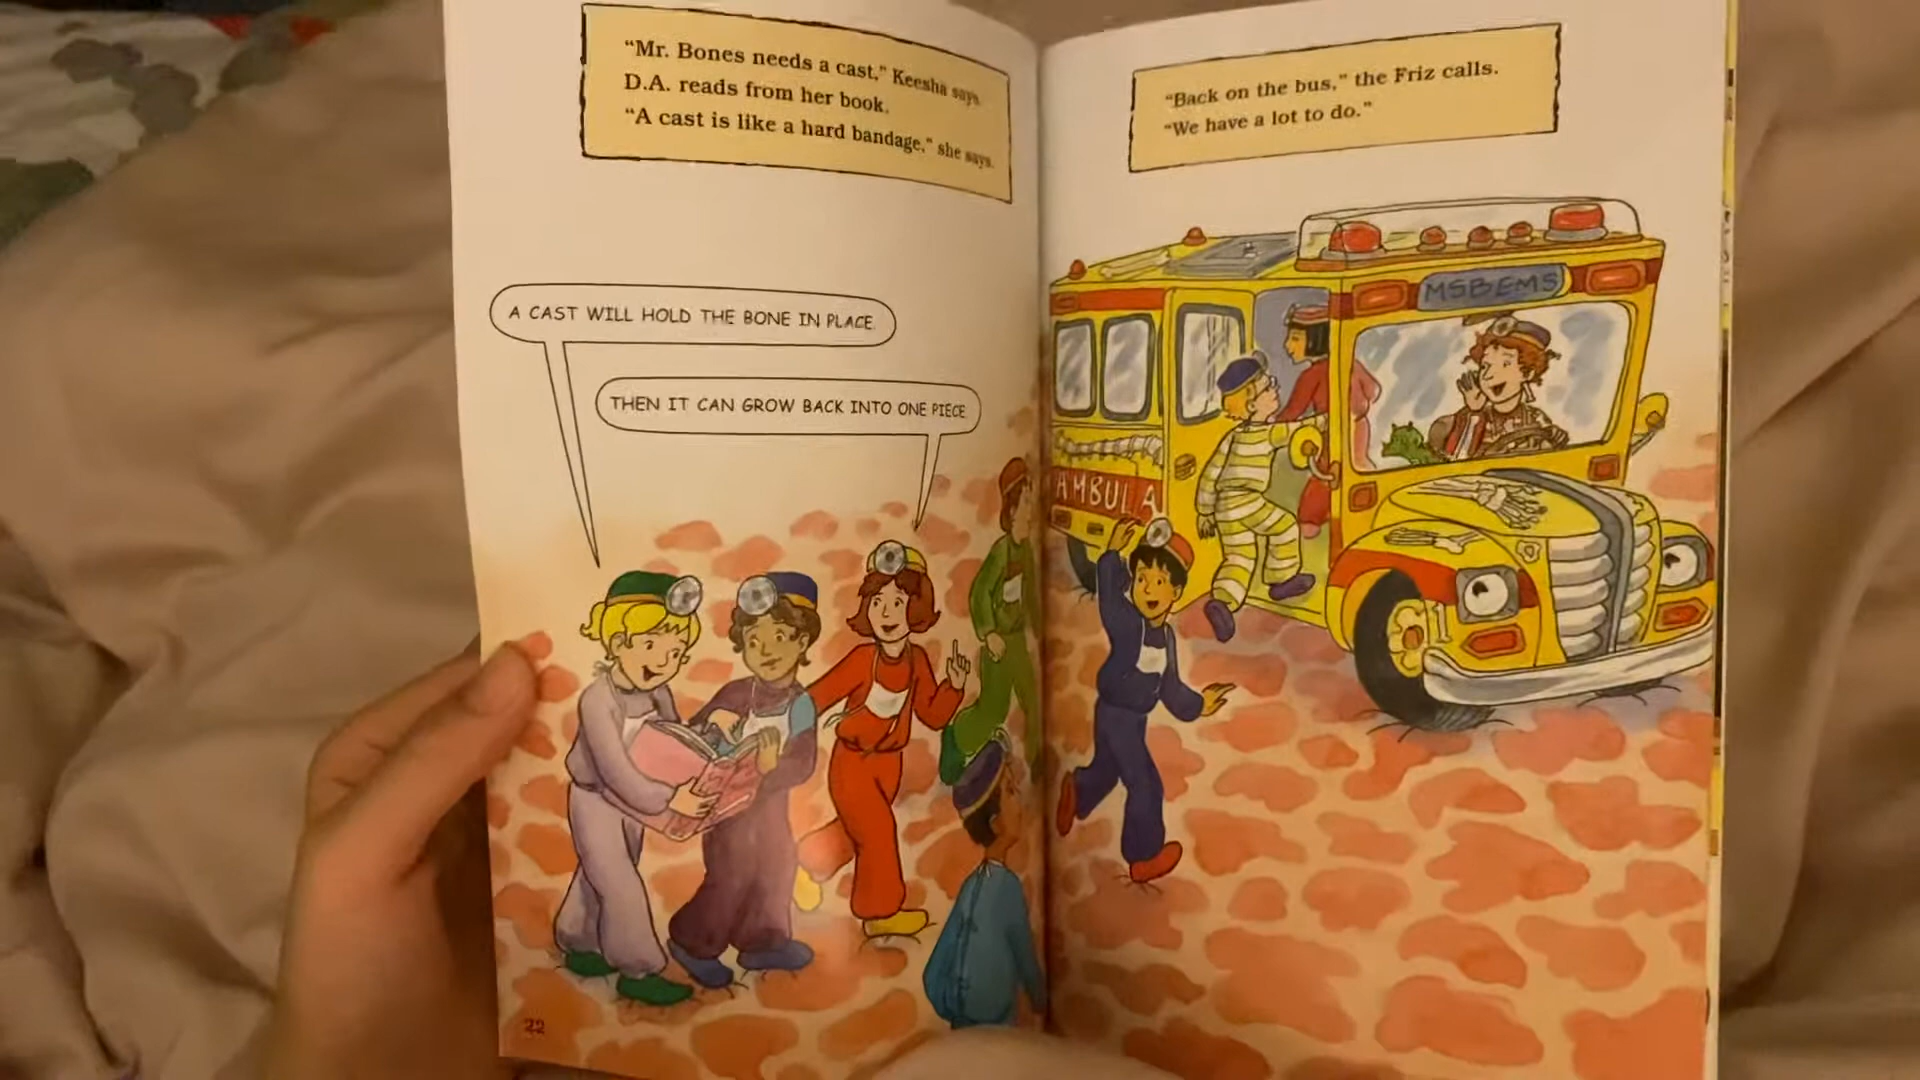 “Mr. Bones needs a cast,” Keesha says.
D.A. reads from her book.
“A cast is like a hard bandage,” she says.
A CAST WILL HOLD THE BONE IN PLACE.
THEN IT CAN GROW BACK INTO ONE PIECE
22
“Back on the bus,” the Friz calls.
“We have a lot to do.”
MSBEMS
AMBULA